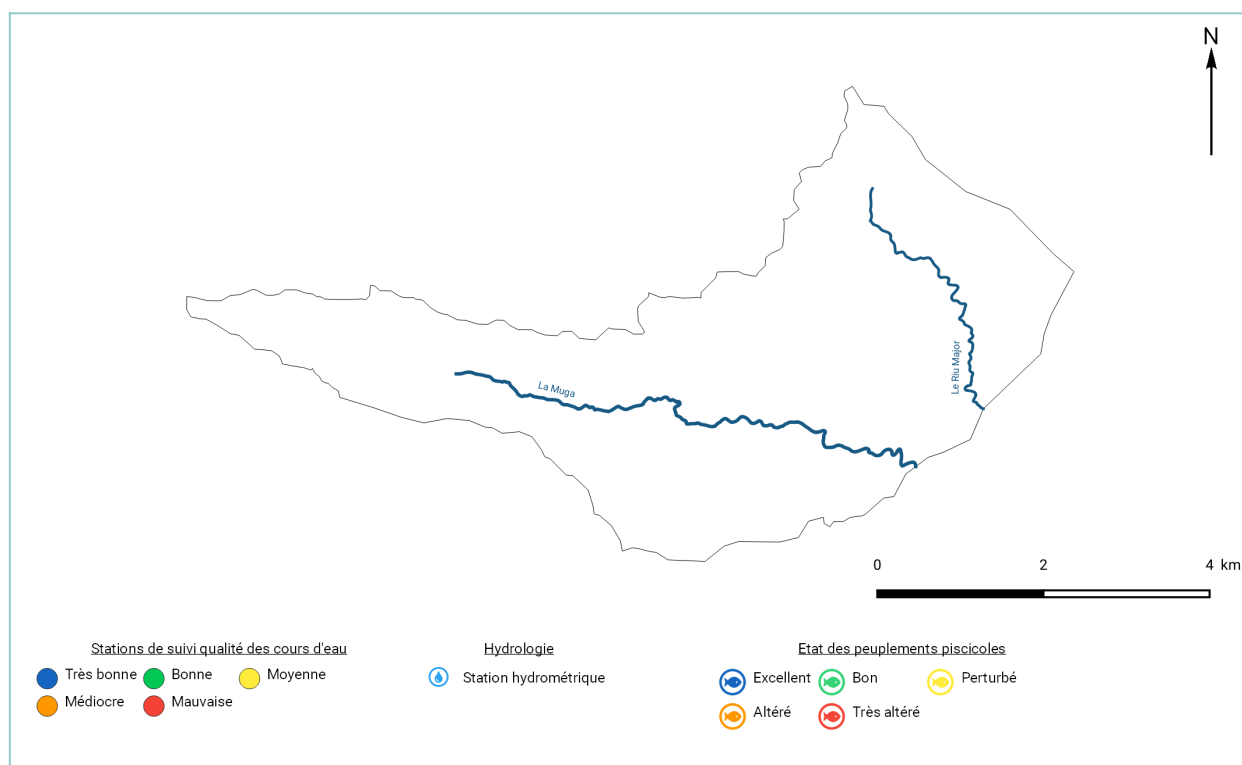 N
La Muga
Le Riu Major
0 2 4 km
Stations de suivi qualité des cours d'eau
Très bonne Bonne Moyenne
Médiocre Mauvaise
Hydrologie
Station hydrométrique
Etat des peuplements piscicoles
Excellent Bon Perturbé
Altéré Très altéré